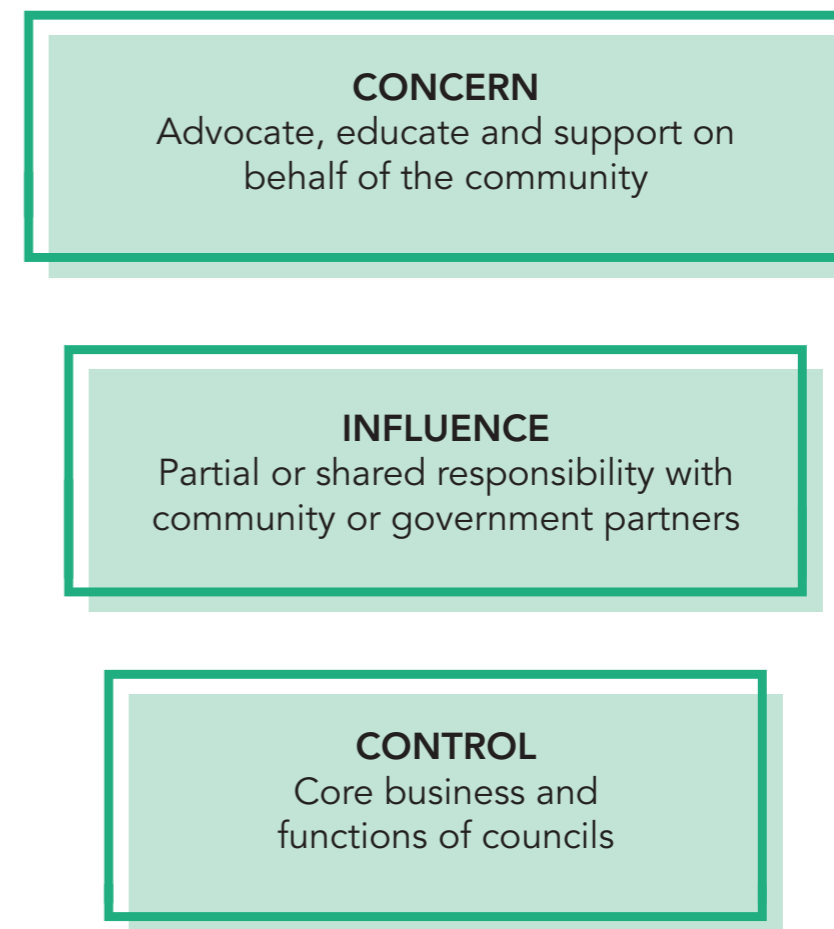 CONCERN
Advocate, educate and support on
behalf of the community
INFLUENCE
Partial or shared responsibility with
community or government partners
CONTROL
Core business and
functions of councils